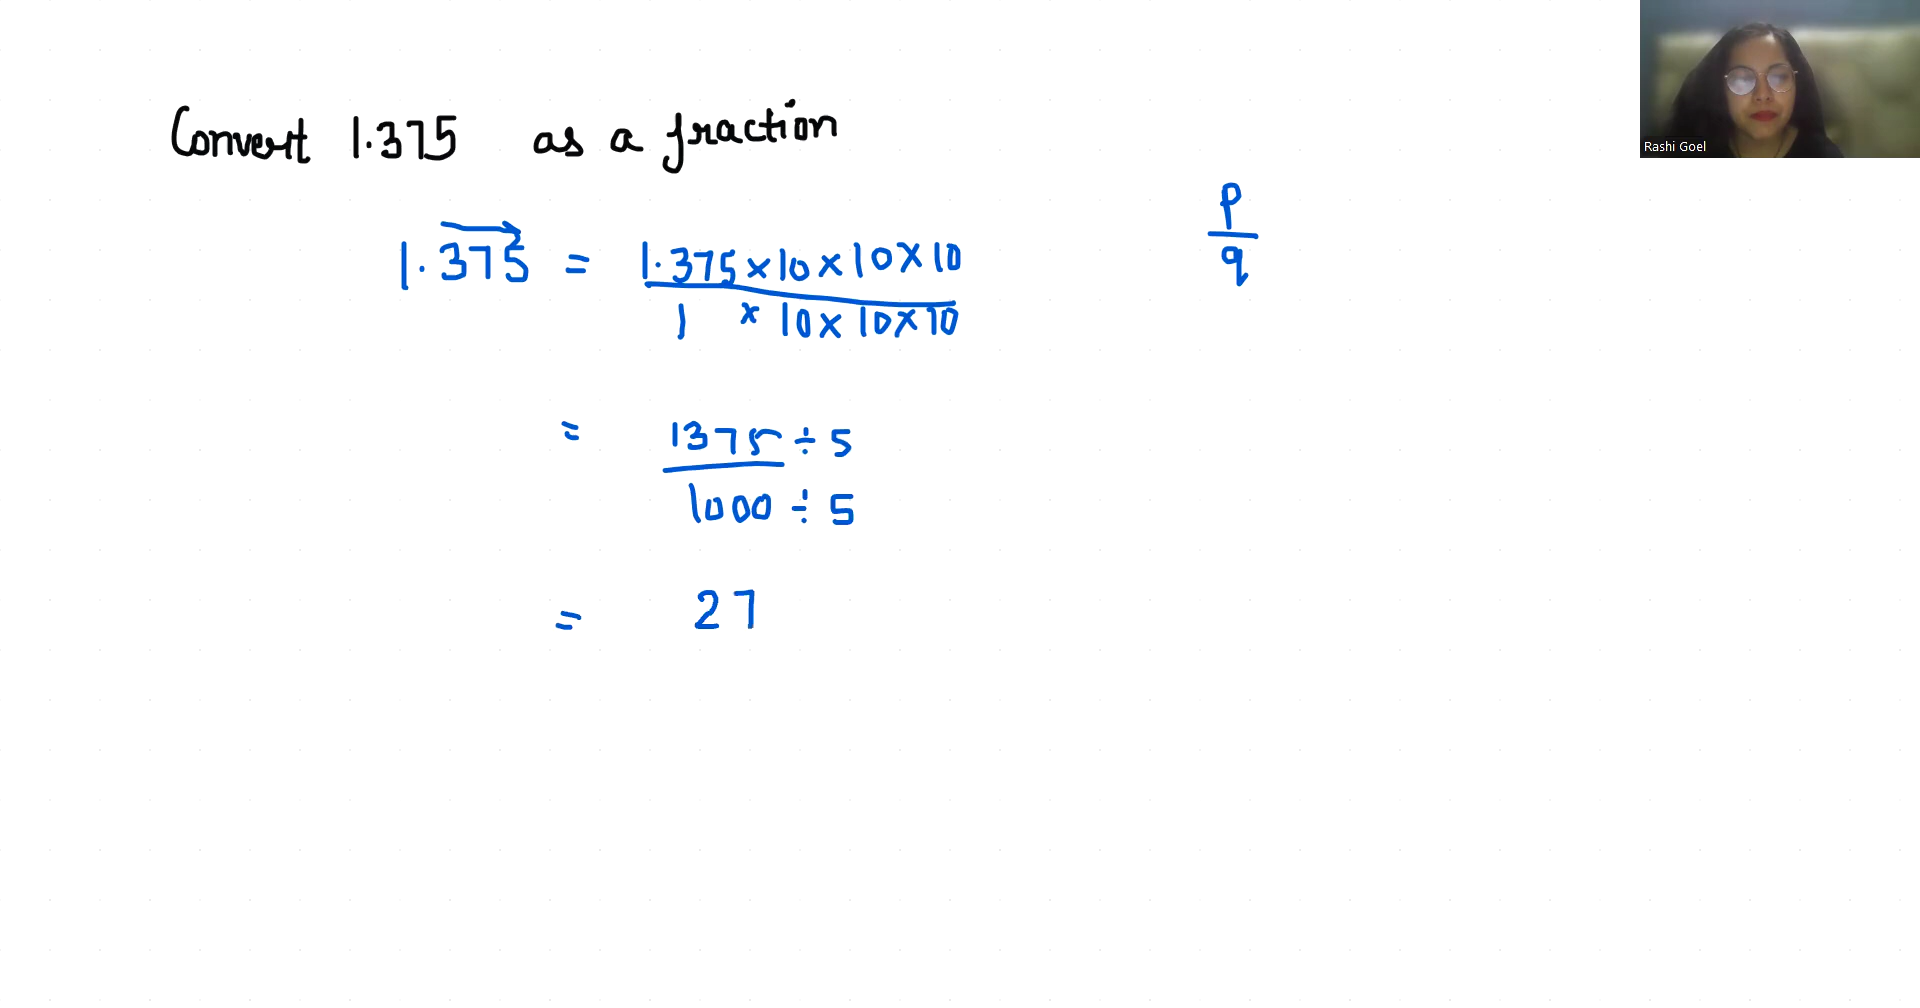 Rashi Goel
Convert 1.375 as a fraction
p
q
1.375 = 1.375 × 10 × 10 × 10
1 × 10 × 10 × 10
= 1375 ÷ 5
1000 ÷ 5
= 27